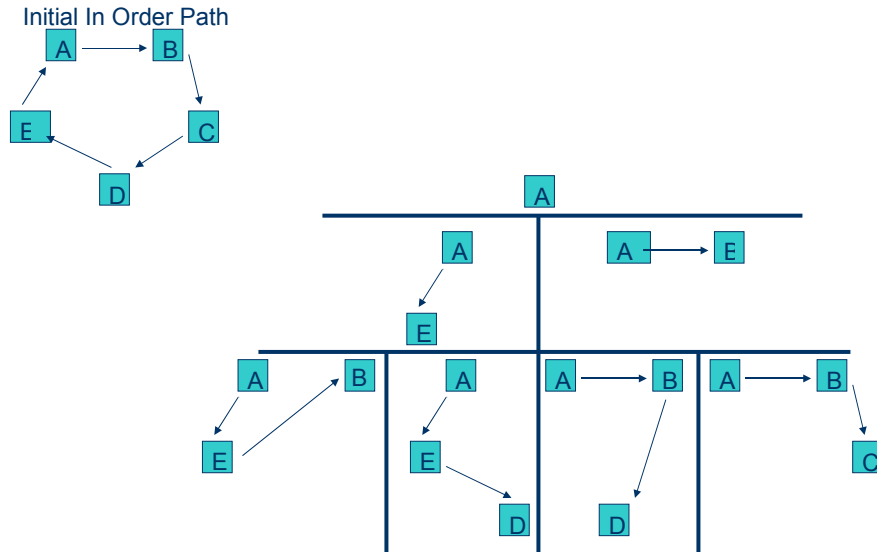 Initial In Order Path
A B
E C
D
A
A A E
E
A B A A B A B
E E C
D D